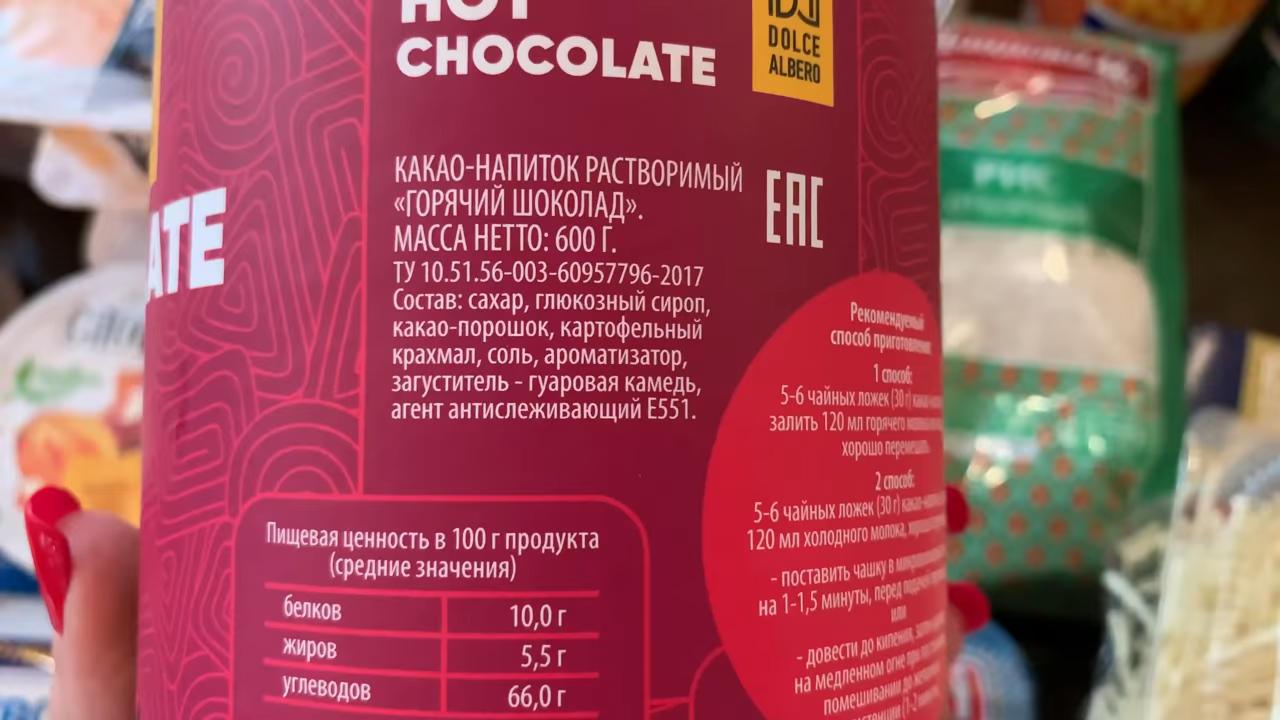 HOT
CHOCOLATE
DOLCE
ALBERO
КАКАО-НАПИТОК РАСТВОРИМЫЙ
«ГОРЯЧИЙ ШОКОЛАД».
МАССА НЕТТО: 600 Г.
ТУ 10.51.56-003-60957796-2017
Состав: сахар, глюкозный сироп,
какао-порошок, картофельный
крахмал, соль, ароматизатор,
загуститель - гуаровая камедь,
агент антислеживающий Е551.
EAC
ATE
Рекомендуемый
способ приготовления
1 способ:
5-6 чайных ложек (30 г)
залить 120 мл горячего
хорошо перемешать
2 способ:
5-6 чайных ложек (30 г)
120 мл холодного молока,
- поставить чашку в
на 1-1,5 минуты, перед
или
- довести до кипения,
на медленном огне при
помешивании до
Пищевая ценность в 100 г продукта
(средние значения)
белков 10,0 г
жиров 5,5 г
углеводов 66,0 г
РИС